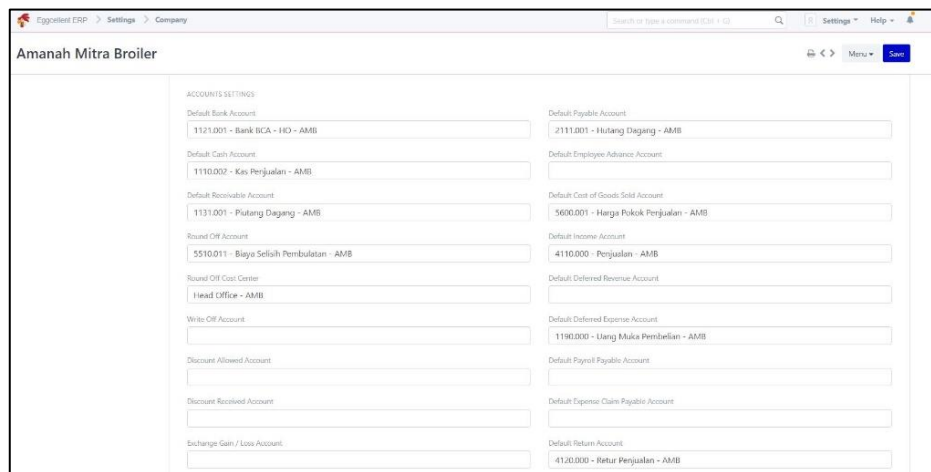 Eggcellent ERP > Settings > Company
Search or type a command (Ctrl + G)
Settings
Help
Amanah Mitra Broiler
Menu
Save
ACCOUNTS SETTINGS
Default Bank Account
1121.001 - Bank BCA - HO - AMB
Default Cash Account
1110.002 - Kas Penjualan - AMB
Default Receivable Account
1131.001 - Piutang Dagang - AMB
Round Off Account
5510.011 - Biaya Selisih Pembulatan - AMB
Round Off Cost Center
Head Office - AMB
Write Off Account
Discount Allowed Account
Discount Received Account
Exchange Gain / Loss Account
Default Payable Account
2111.001 - Hutang Dagang - AMB
Default Employee Advance Account
Default Cost of Goods Sold Account
5600.001 - Harga Pokok Penjualan - AMB
Default Income Account
4110.000 - Penjualan - AMB
Default Deferred Revenue Account
Default Deferred Expense Account
1190.000 - Uang Muka Pembelian - AMB
Default Payroll Payable Account
Default Expense Claim Payable Account
Default Return Account
4120.000 - Retur Penjualan - AMB